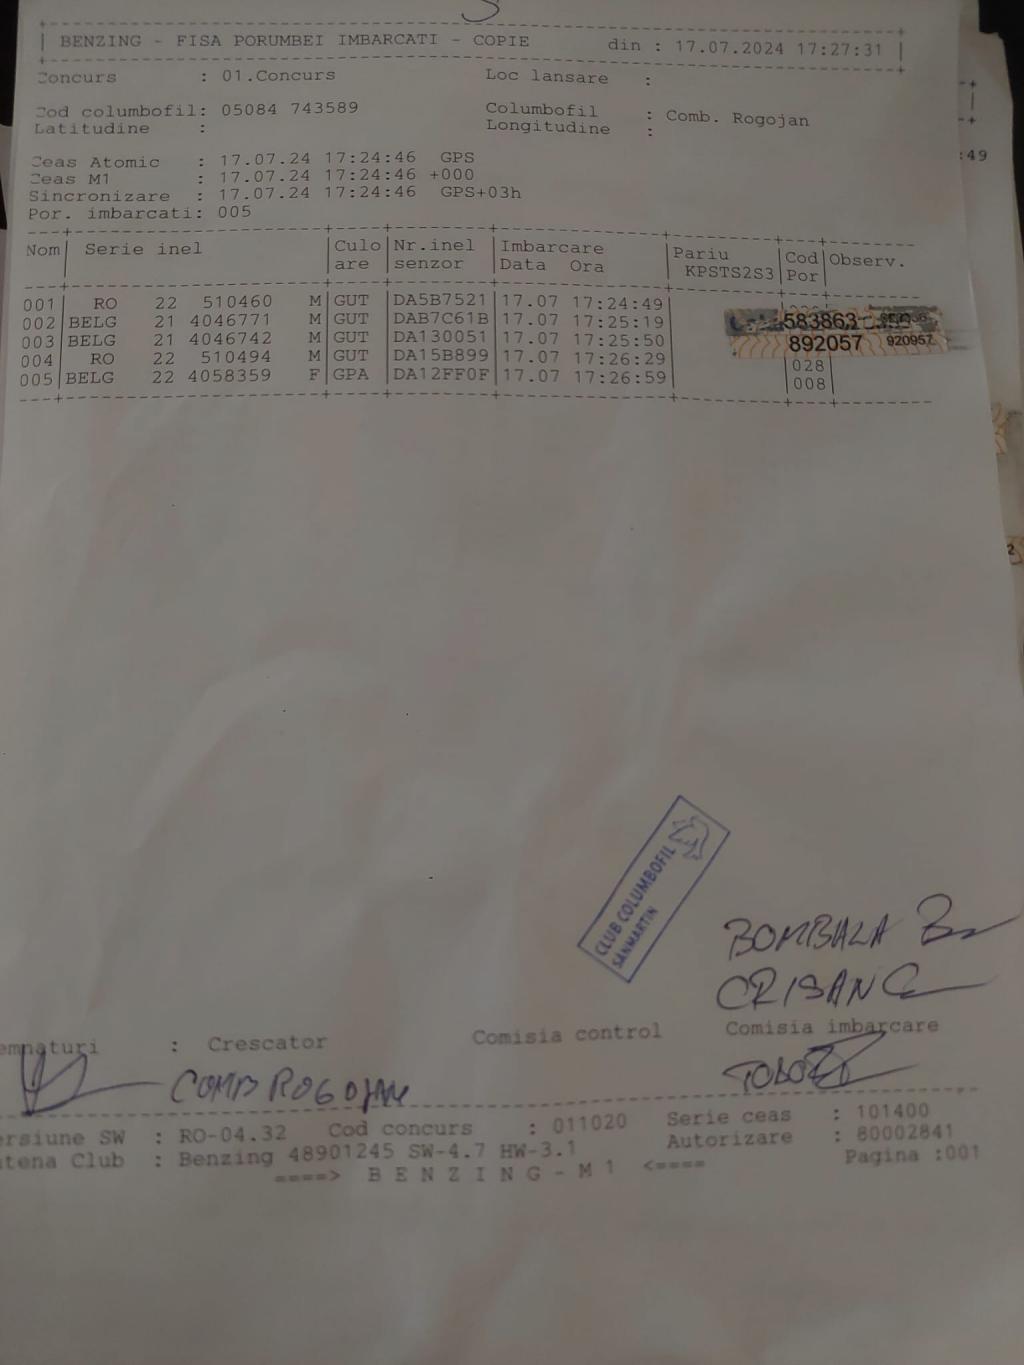 BENZING - FISA PORUMBEI IMBARCATI - COPIE din : 17.07.2024 17:27:31
Concurs : 01.Concurs Loc lansare :
Cod columbofil: 05084 743589 Columbofil : Comb. Rogojan
Latitudine : Longitudine :
Ceas Atomic : 17.07.24 17:24:46 GPS
Ceas M1 : 17.07.24 17:24:46 +000
Sincronizare : 17.07.24 17:24:46 GPS+03h
Por. imbarcati: 005
:49
Nom Serie inel Culo Nr.inel Imbarcare Pariu Cod Observ.
are senzor Data Ora KPSTS2S3 Por
001 RO 22 510460 M GUT DA5B7521 17.07 17:24:49
002 BELG 21 4046771 M GUT DAB7C61B 17.07 17:25:19 583863
003 BELG 21 4046742 M GUT DA130051 17.07 17:25:50 892057 920957
004 RO 22 510494 M GUT DA15B899 17.07 17:26:29 028
005 BELG 22 4058359 F GPA DA12FF0F 17.07 17:26:59 008
CLUB COLUMBOFIL
SANMARTIN
BOMBALA
CRISAN
emnaturi : Crescator Comisia control Comisia imbarcare
COMB ROGOJAN
ersiune SW : RO-04.32 Cod concurs : 011020 Serie ceas : 101400
tena Club : Benzing 48901245 SW-4.7 HW-3.1 Autorizare : 80002841
====> B E N Z I N G - M 1 <==== Pagina :001